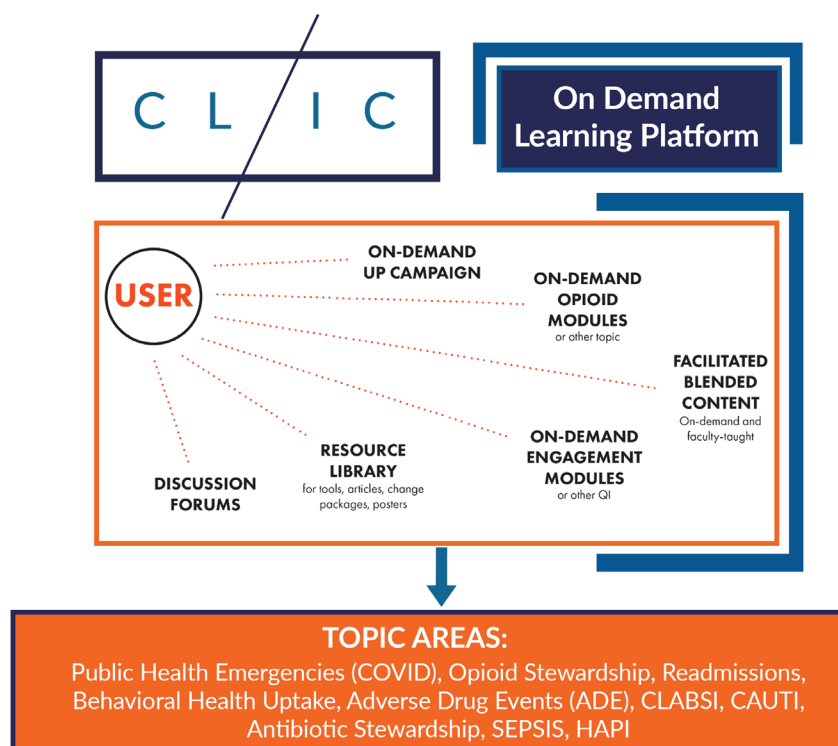 C L I C
On Demand
Learning Platform
USER
ON-DEMAND
UP CAMPAIGN
ON-DEMAND
OPIOID
MODULES
or other topic
FACILITATED
BLENDED
CONTENT
On-demand and
faculty-taught
ON-DEMAND
ENGAGEMENT
MODULES
or other QI
RESOURCE
LIBRARY
for tools, articles, change
packages, posters
DISCUSSION
FORUMS
TOPIC AREAS:
Public Health Emergencies (COVID), Opioid Stewardship, Readmissions,
Behavioral Health Uptake, Adverse Drug Events (ADE), CLABSI, CAUTI,
Antibiotic Stewardship, SEPSIS, HAPI